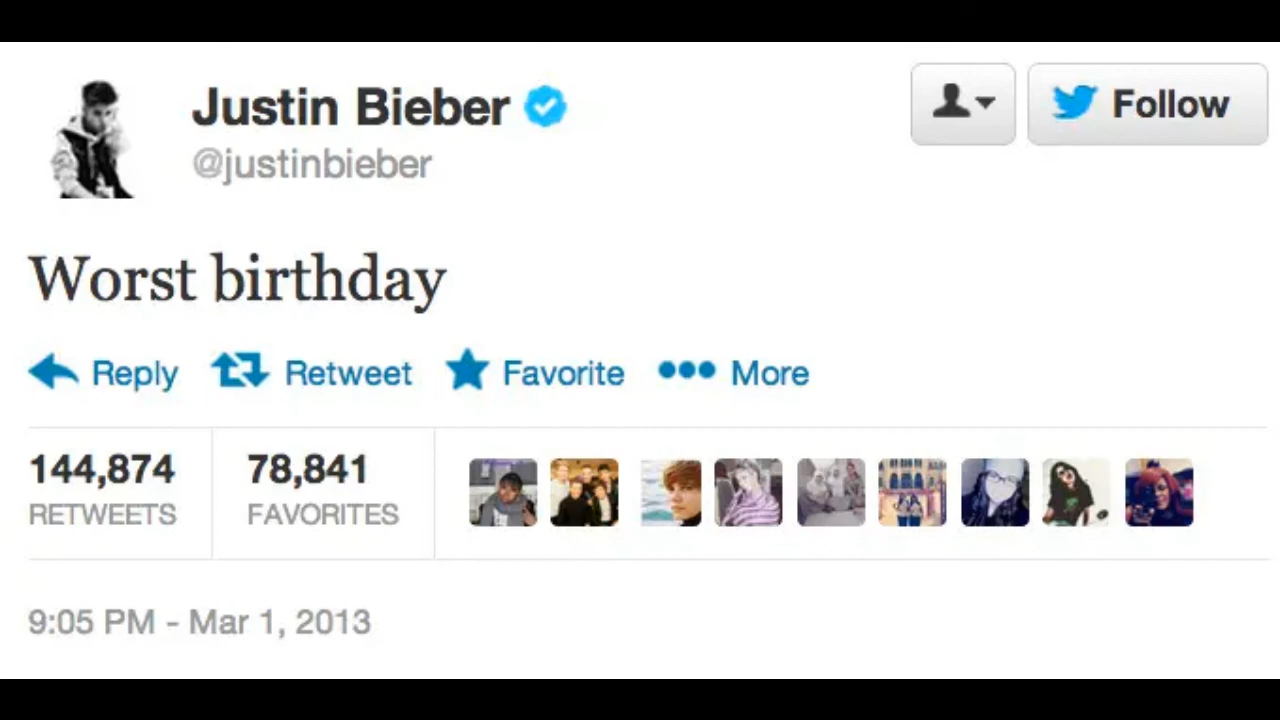 Justin Bieber
@justinbieber
Follow
Worst birthday
Reply Retweet Favorite More
144,874 78,841
RETWEETS FAVORITES
9:05 PM - Mar 1, 2013